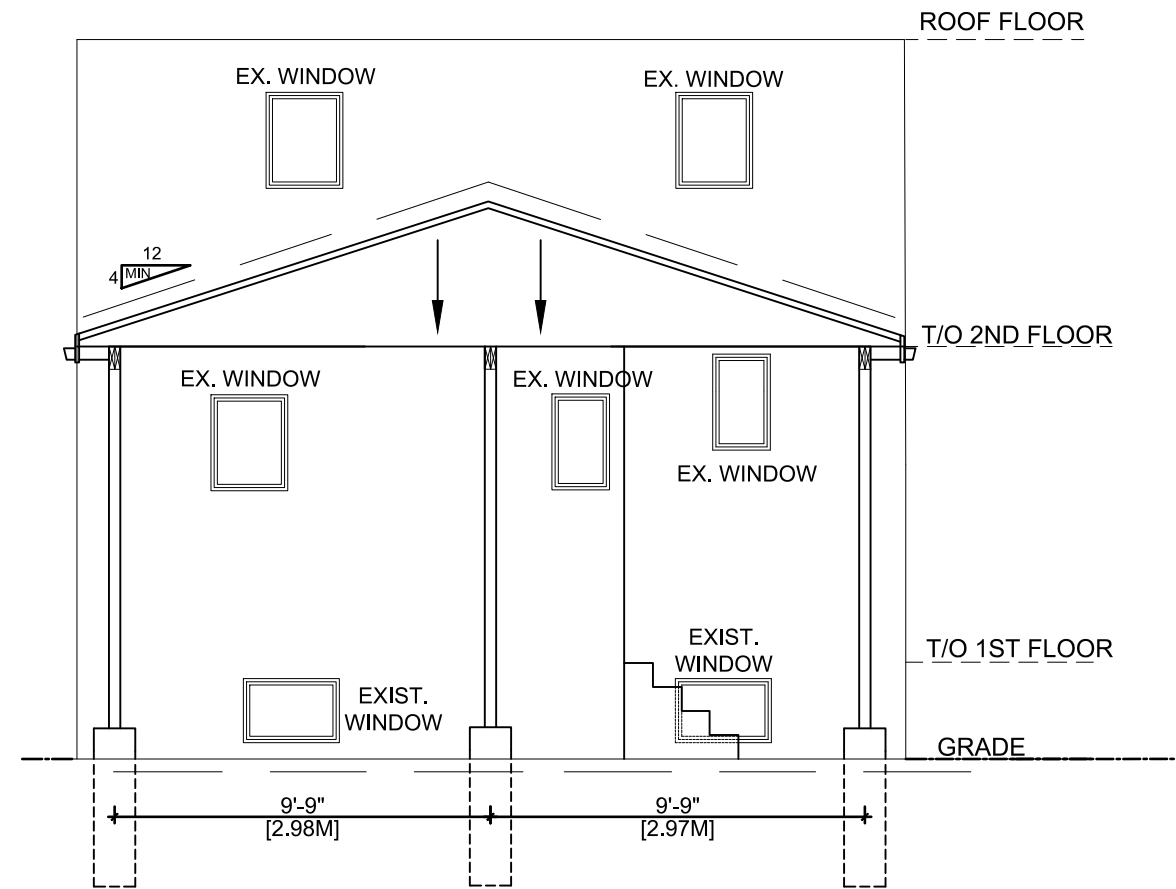 ROOF FLOOR
EX. WINDOW
EX. WINDOW
12
4
MIN
T/O 2ND FLOOR
EX. WINDOW
EX. WINDOW
EX. WINDOW
EXIST.
WINDOW
T/O 1ST FLOOR
EXIST.
WINDOW
GRADE
9'-9"
[2.98M]
9'-9"
[2.97M]